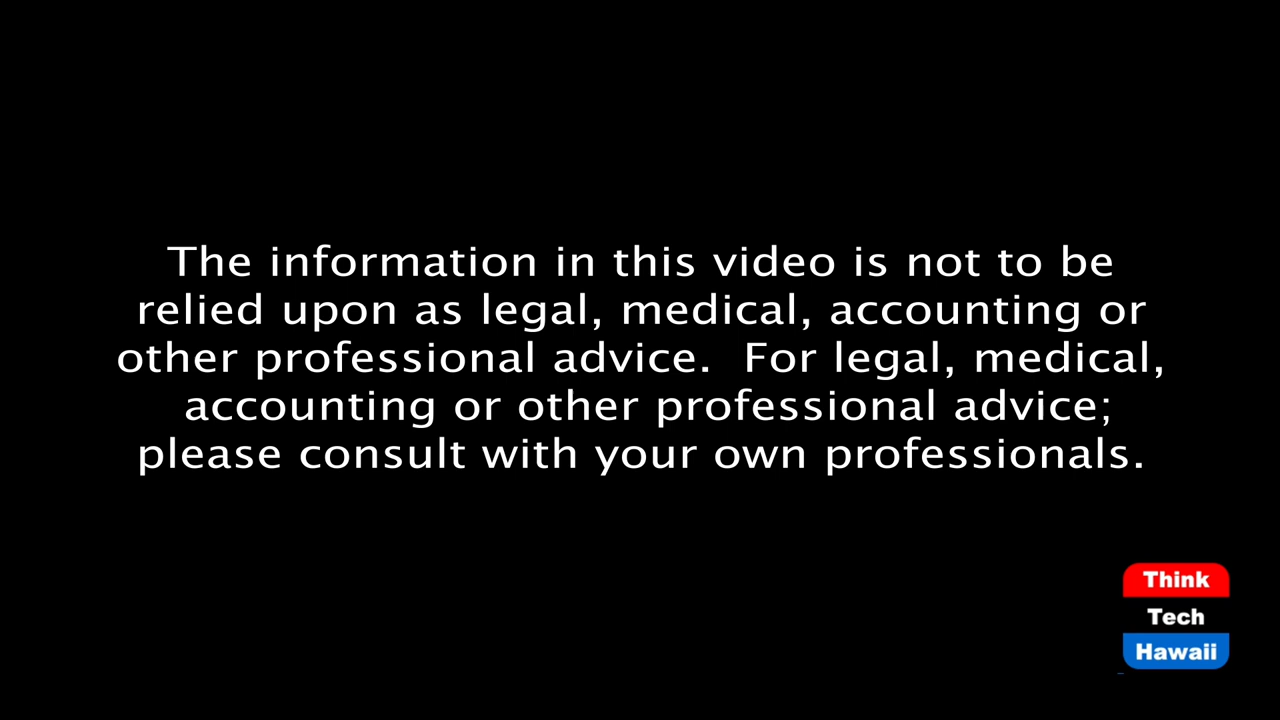 The information in this video is not to be
relied upon as legal, medical, accounting or
other professional advice.  For legal, medical,
accounting or other professional advice;
please consult with your own professionals.
Think
Tech
Hawaii